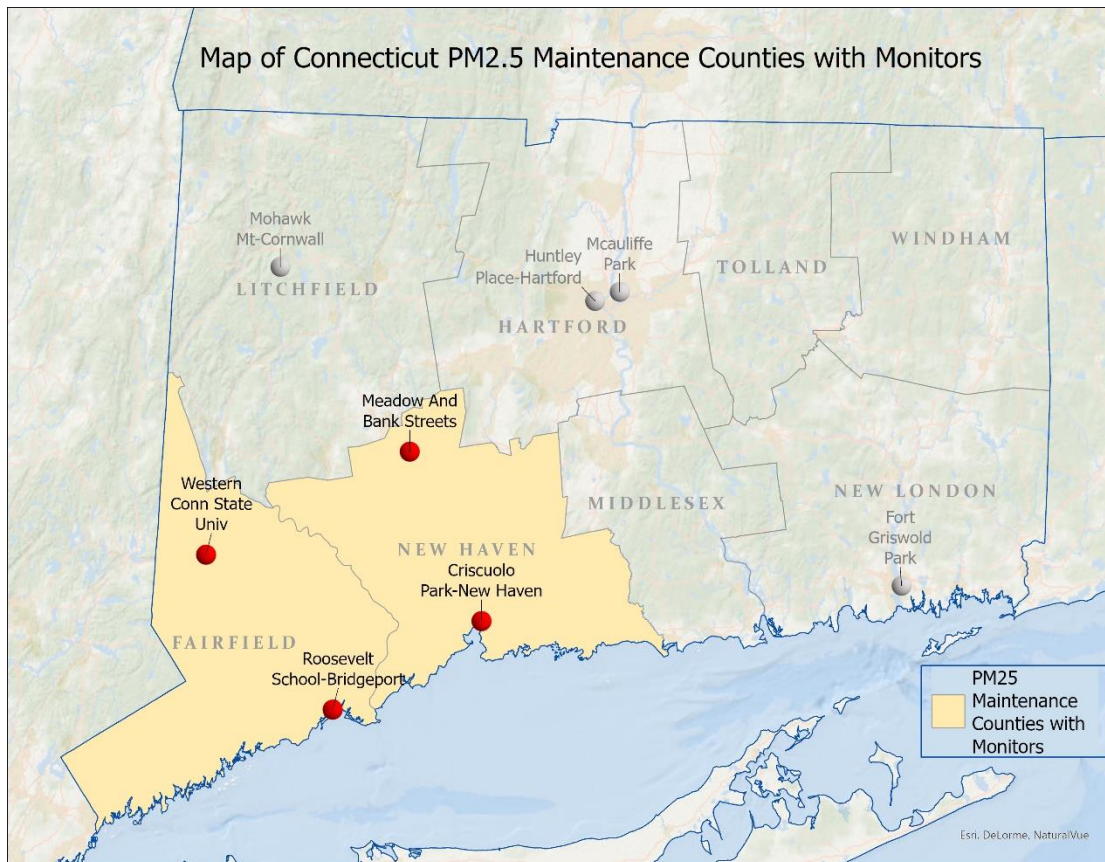 Map of Connecticut PM2.5 Maintenance Counties with Monitors
Mohawk
Mt-Cornwall
LITCHFIELD
Huntley
Place-Hartford
Mcauliffe
Park
HARTFORD
TOLLAND
WINDHAM
Meadow And
Bank Streets
Western
Conn State
Univ
NEW HAVEN
Criscuolo
Park-New Haven
MIDDLESEX
NEW LONDON
Fort
Griswold
Park
FAIRFIELD
Roosevelt
School-Bridgeport
PM25
Maintenance
Counties with
Monitors
Esri, DeLorme, NaturalVue